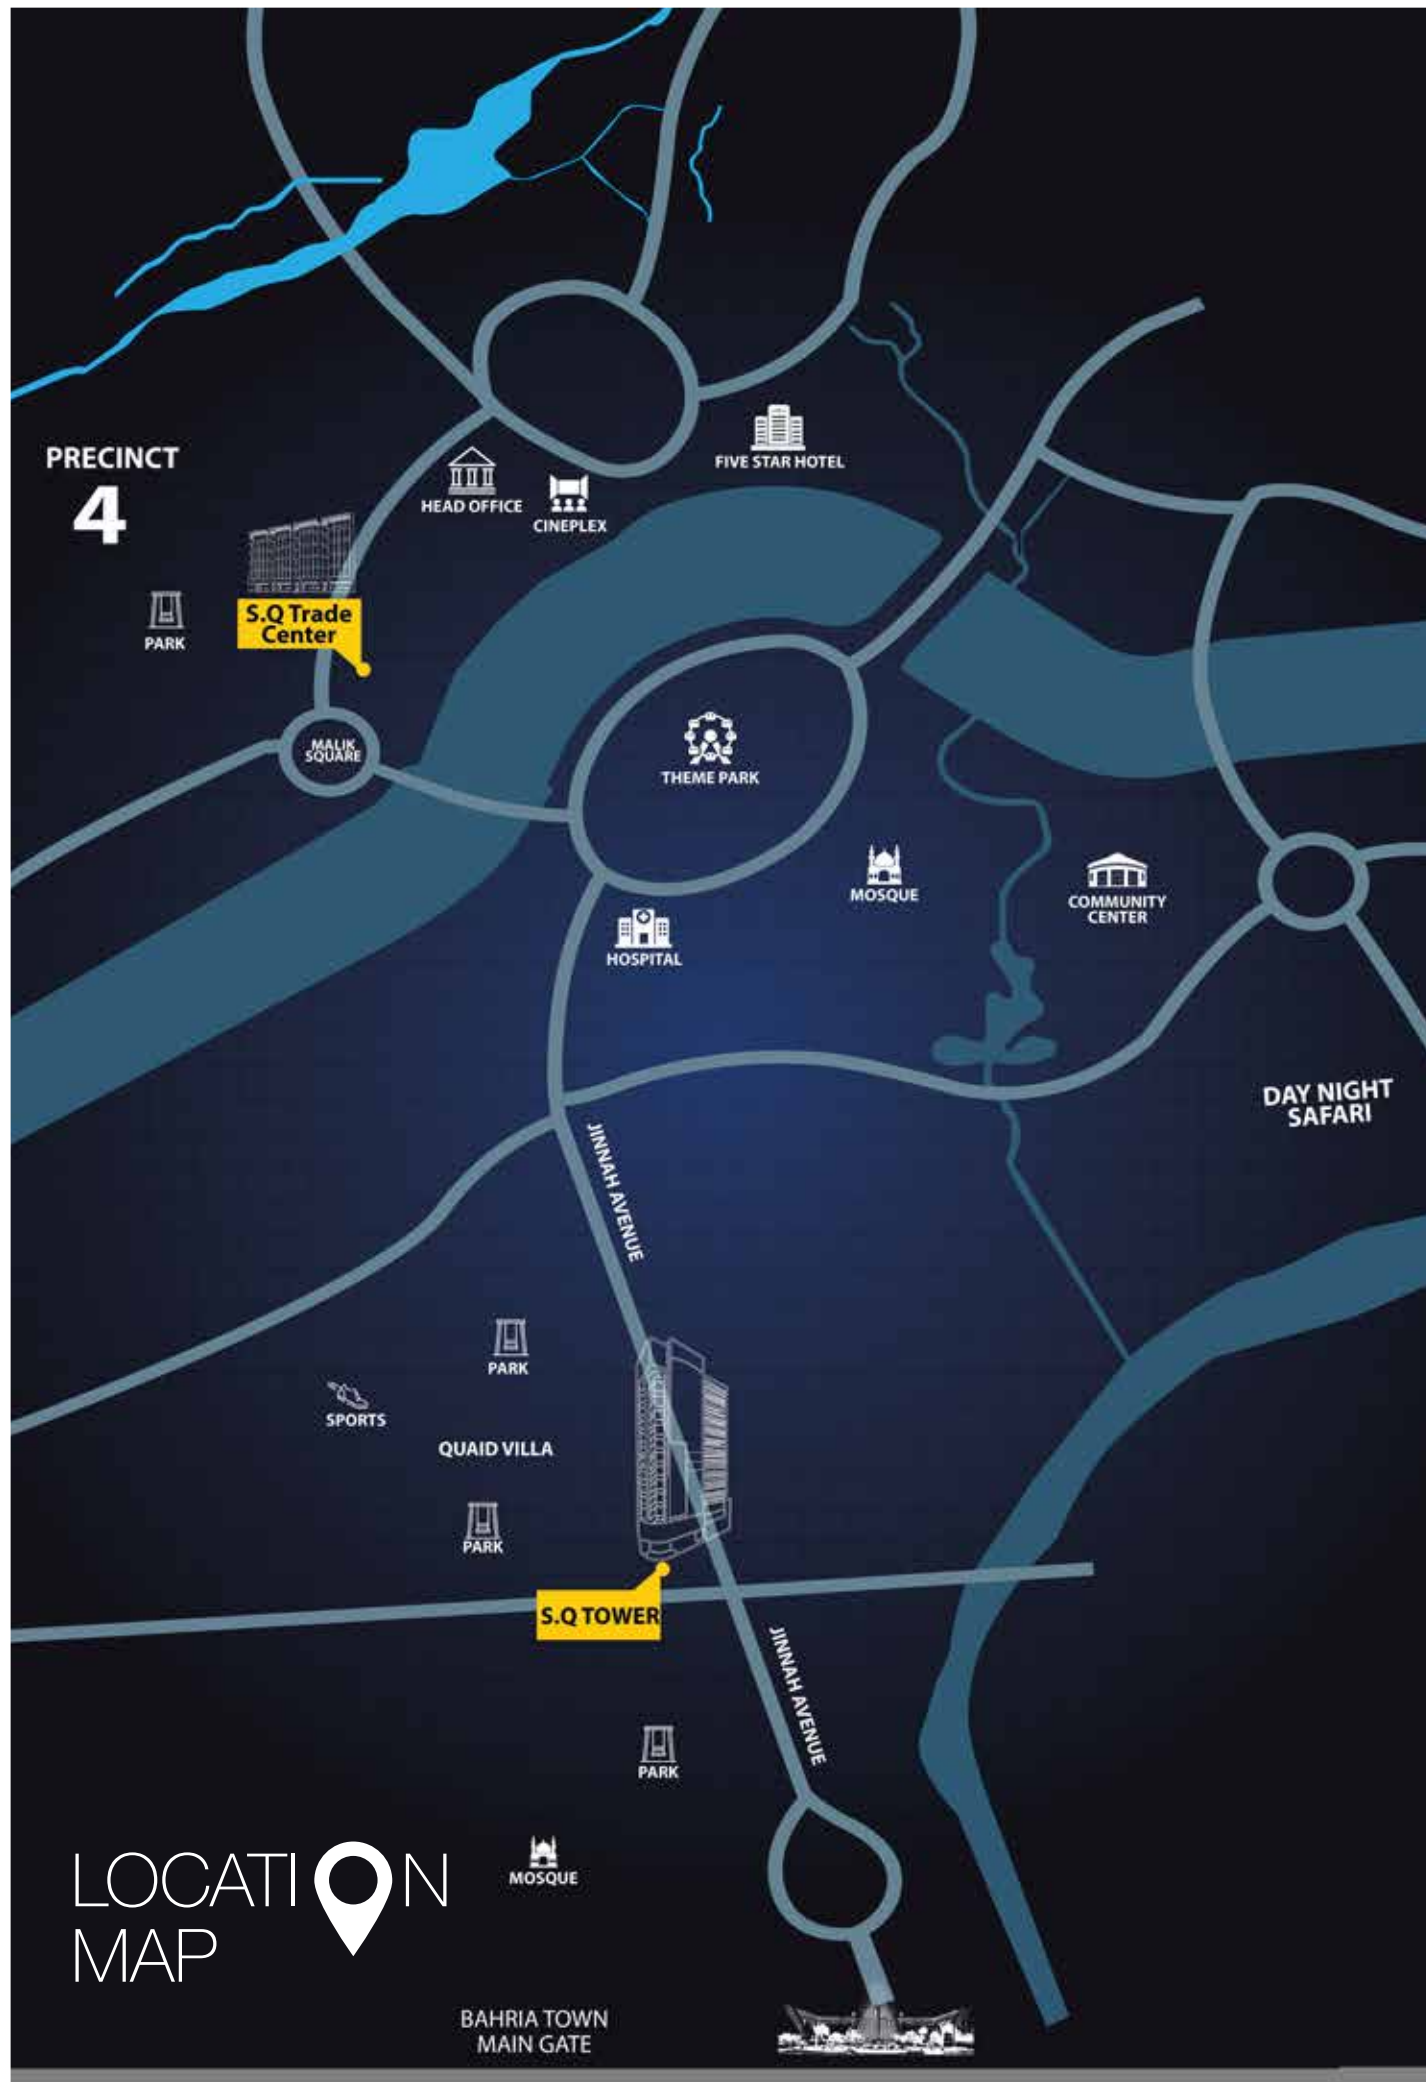 PRECINCT
4
FIVE STAR HOTEL
HEAD OFFICE
CINEPLEX
S.Q Trade
Center
PARK
MALIK
SQUARE
THEME PARK
MOSQUE
COMMUNITY
CENTER
HOSPITAL
DAY NIGHT
SAFARI
JINNAH AVENUE
PARK
SPORTS
QUAID VILLA
PARK
S.Q TOWER
JINNAH AVENUE
PARK
MOSQUE
LOCATION
MAP
BAHRIA TOWN
MAIN GATE